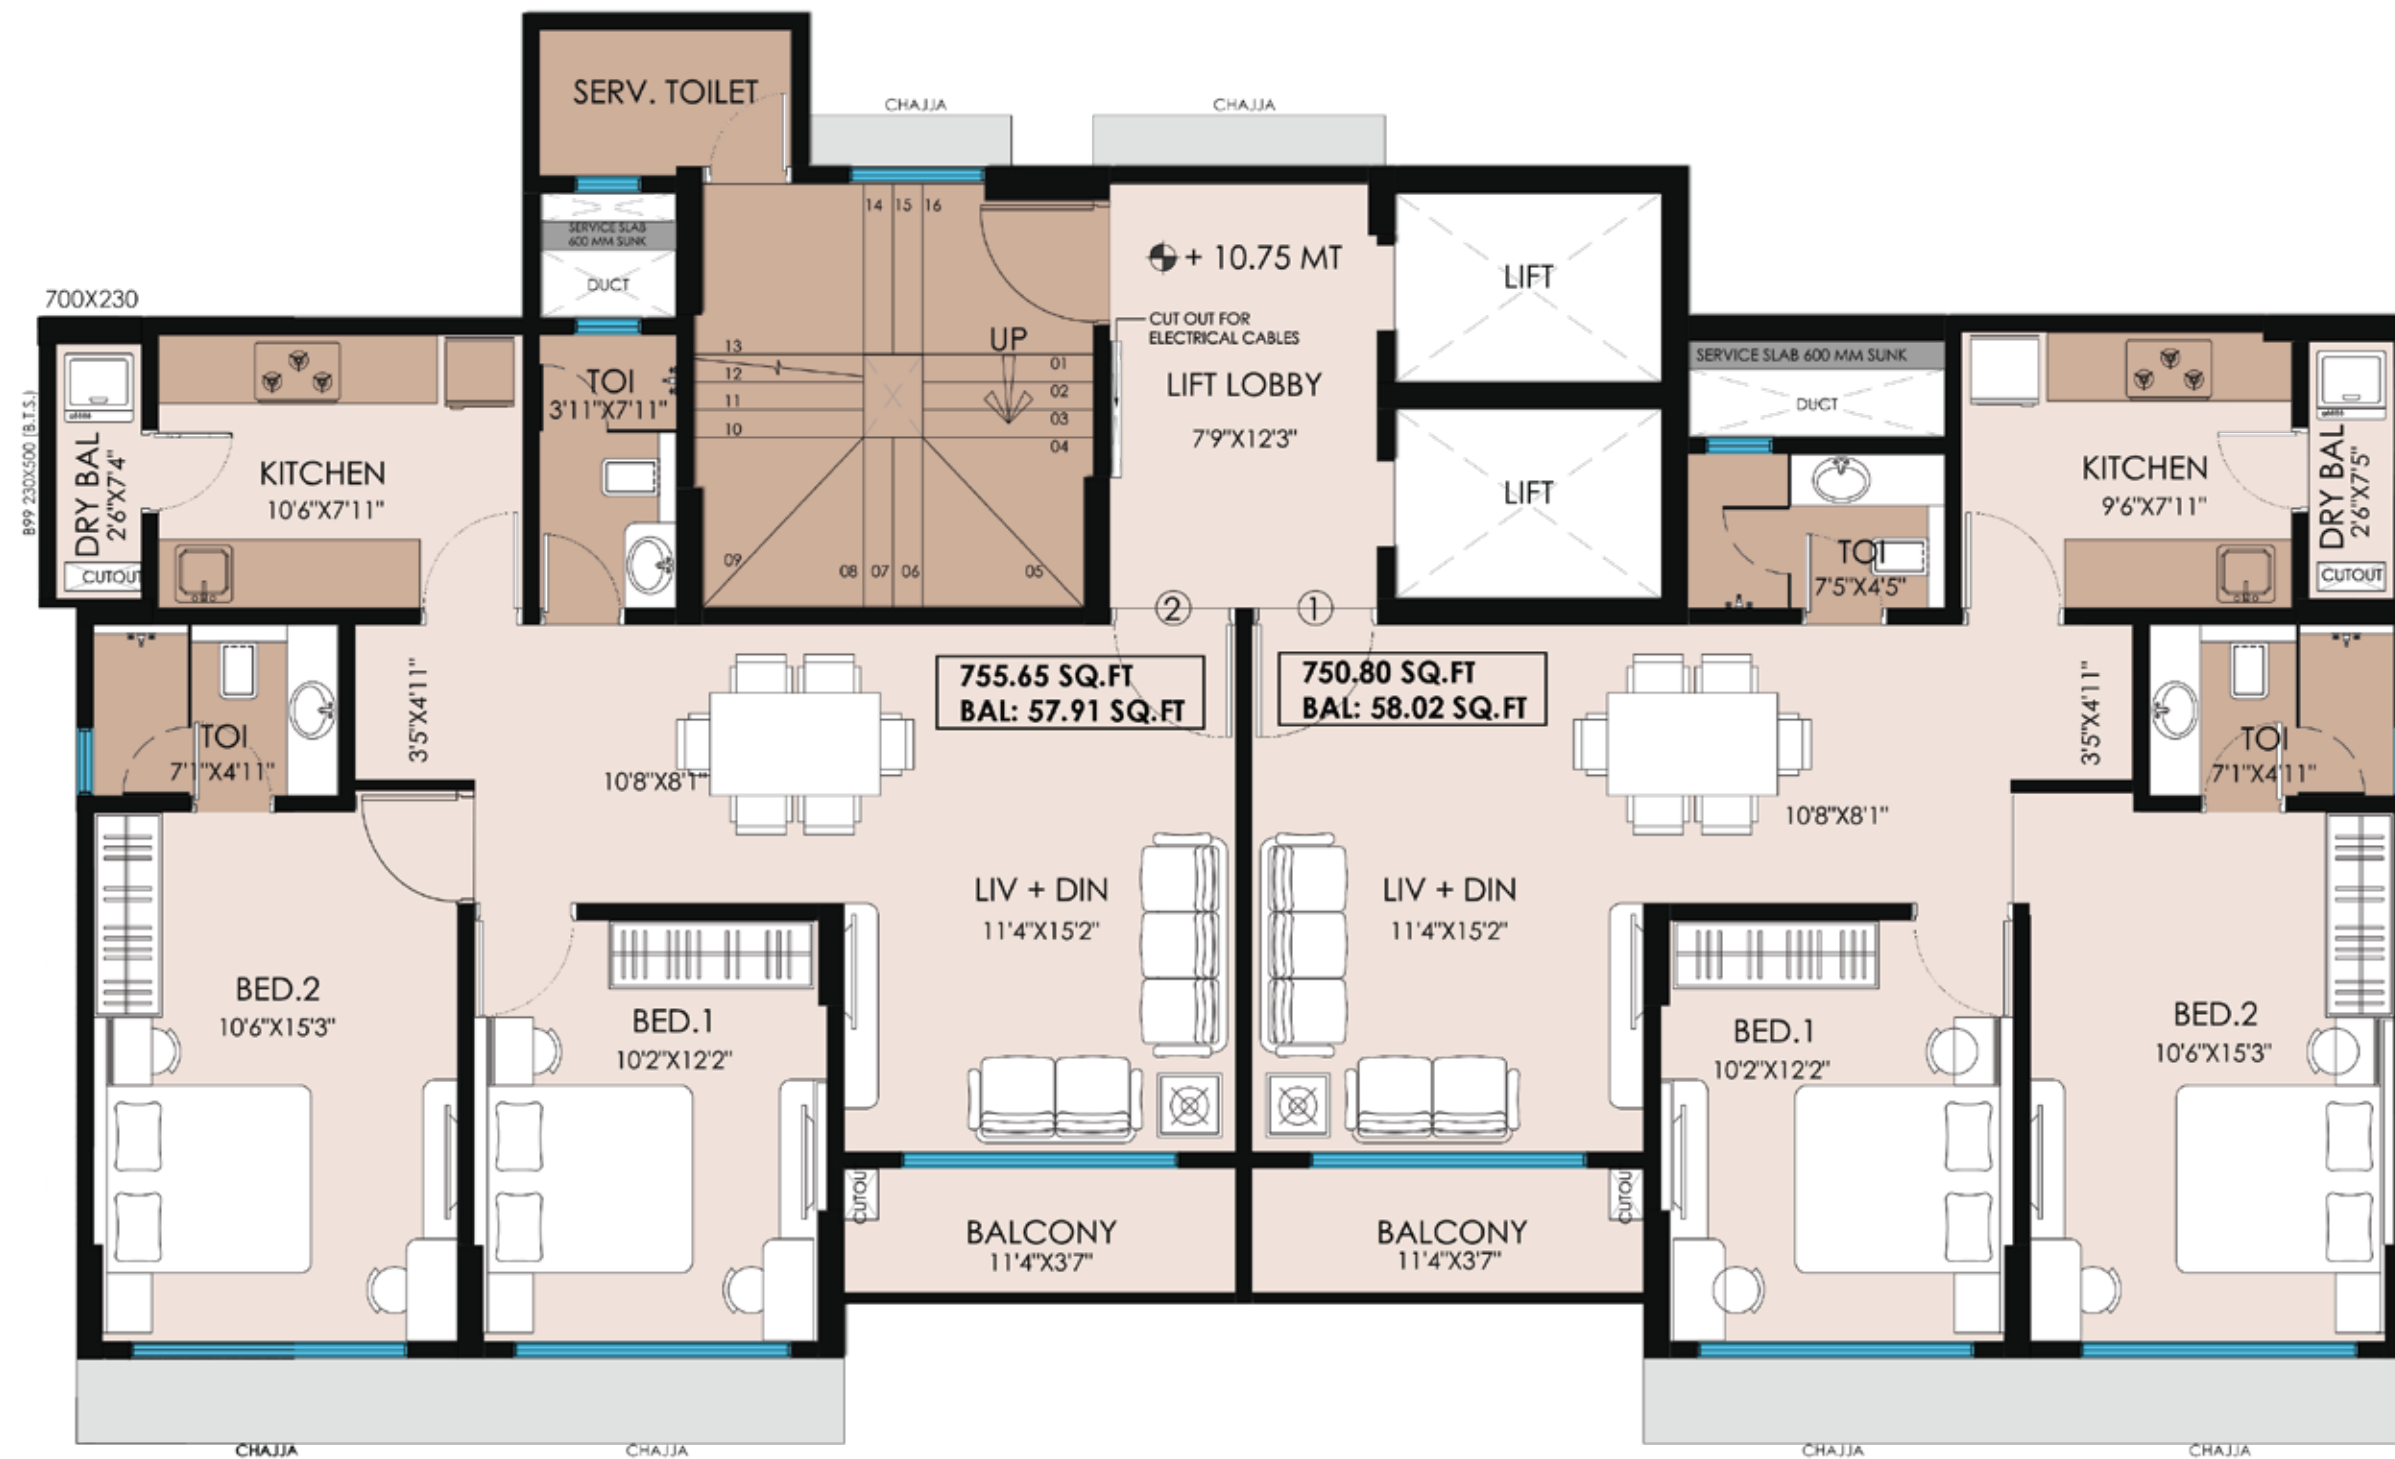 SERV. TOILET
CHAJJA
CHAJJA
SERVICE SLAB
600 MM SUNK
DUCT
14 15 16
+ 10.75 MT
CUT OUT FOR
ELECTRICAL CABLES
UP
LIFT
LIFT LOBBY
7'9"X12'3"
LIFT
13
12
11
10
09
08 07 06
05
01
02
03
04
700X230
B99 230X500 (B.T.S.)
DRY BAL
2'6"X7'4"
CUTOUT
KITCHEN
10'6"X7'11"
TOI
3'11"X7'11"
SERVICE SLAB 600 MM SUNK
DUCT
TOI
7'5"X4'5"
KITCHEN
9'6"X7'11"
DRY BAL
2'6"X7'5"
CUTOUT
2
1
755.65 SQ.FT
BAL: 57.91 SQ.FT
750.80 SQ.FT
BAL: 58.02 SQ.FT
TOI
7'1"X4'11"
3'5"X4'11"
10'8"X8'1"
10'8"X8'1"
3'5"X4'11"
TOI
7'1"X4'11"
LIV + DIN
11'4"X15'2"
LIV + DIN
11'4"X15'2"
BED.2
10'6"X15'3"
BED.1
10'2"X12'2"
BED.1
10'2"X12'2"
BED.2
10'6"X15'3"
CUTOU
BALCONY
11'4"X3'7"
BALCONY
11'4"X3'7"
CUTOU
CHAJJA
CHAJJA
CHAJJA
CHAJJA